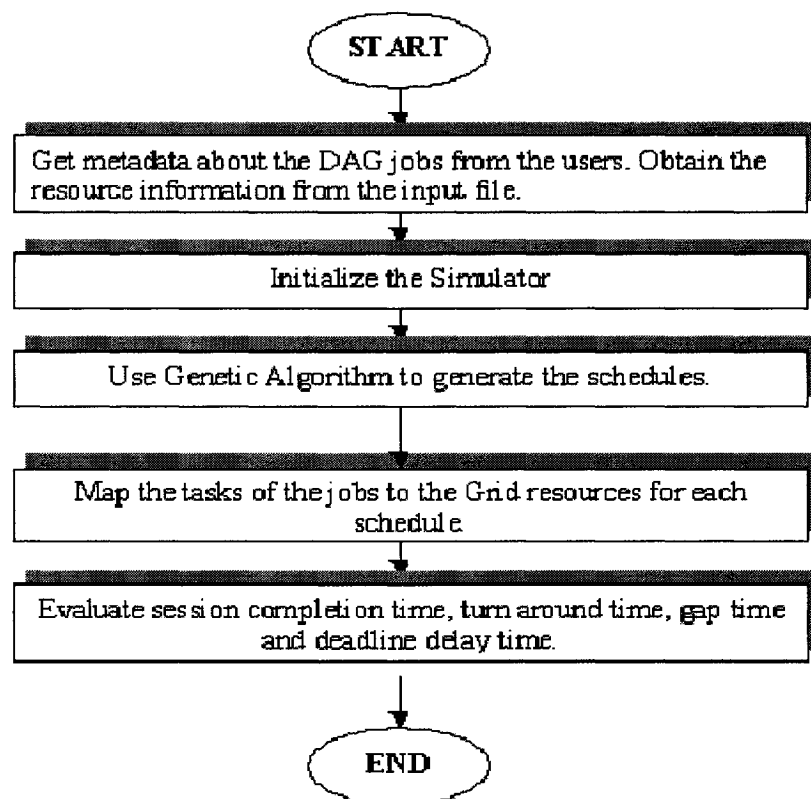 START
Get metadata about the DAG jobs from the users. Obtain the
resource information from the input file.
Initialize the Simulator
Use Genetic Algorithm to generate the schedules.
Map the tasks of the jobs to the Grid resources for each
schedule
Evaluate session completion time, turn around time, gap time
and deadline delay time.
END